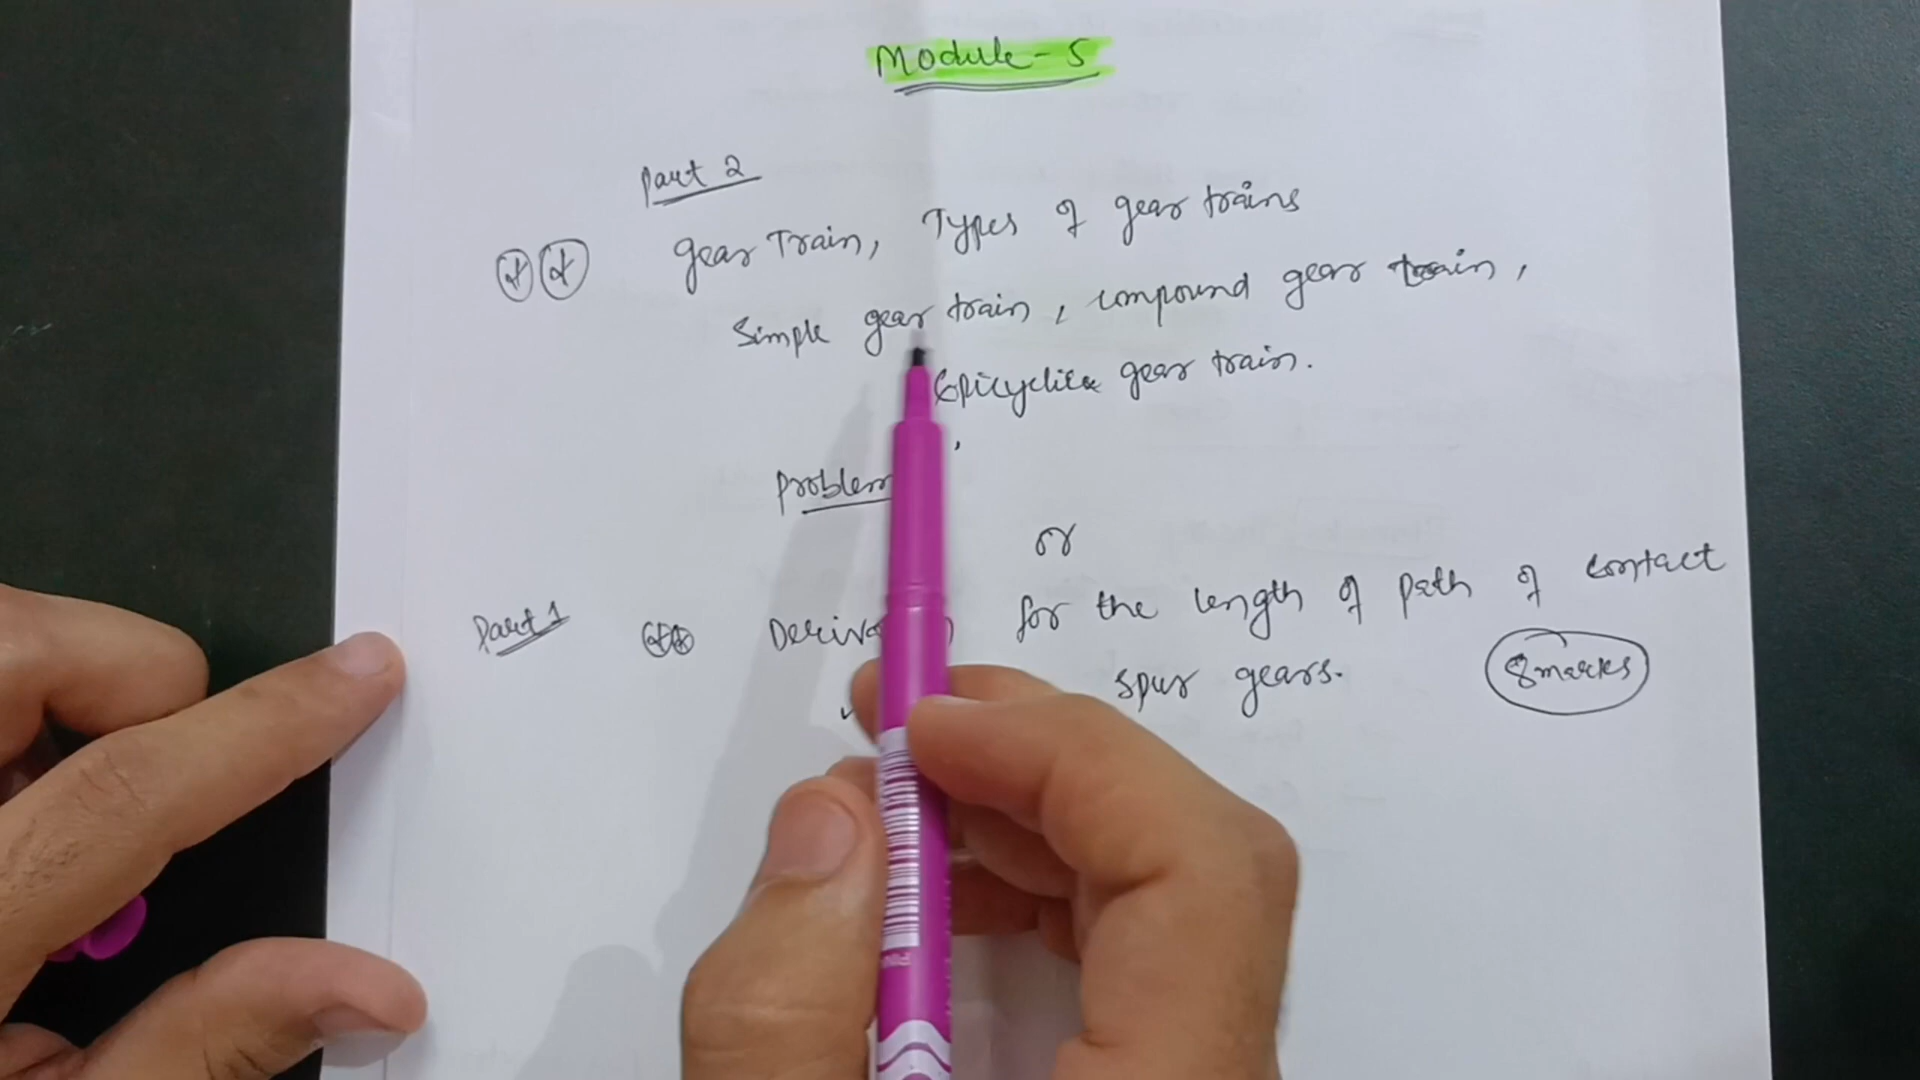 Module - 5
Part 2
gear Train, Types of gear trains
Simple gear train, compound gear train,
Epicyclic gear train.
Problem
or
Part 1 for the length of path of contact
spur gears. 8 marks